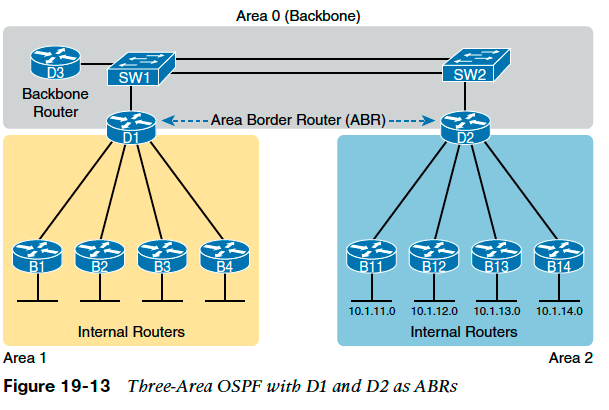 Area 0 (Backbone)
D3
SW1
SW2
Backbone
Router
Area Border Router (ABR)
D1
D2
B1
B2
B3
B4
B11
B12
B13
B14
10.1.11.0
10.1.12.0
10.1.13.0
10.1.14.0
Internal Routers
Internal Routers
Area 1
Area 2
Figure 19-13 Three-Area OSPF with D1 and D2 as ABRs